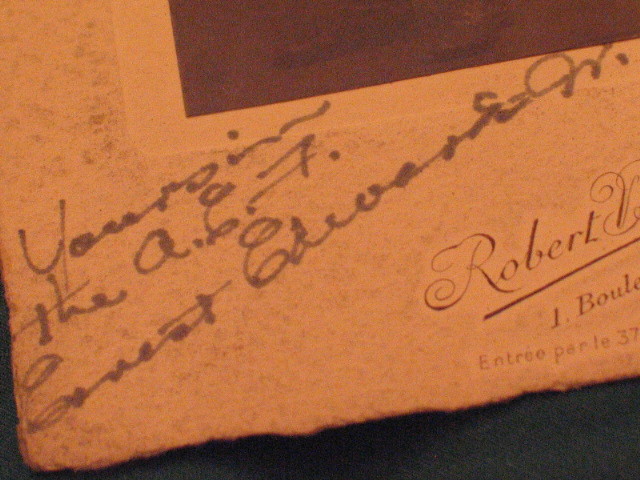 Yours in
the A.E.F.
Ernest Edwards Jr.
Robert
1. Boule
Entrée par le 37